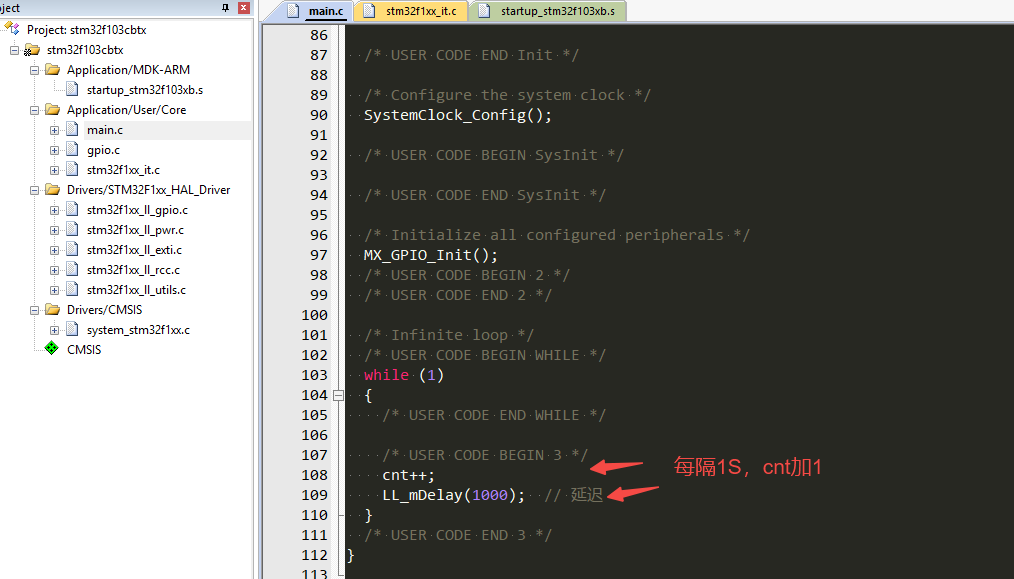 ject
Project: stm32f103cbtx
stm32f103cbtx
Application/MDK-ARM
startup_stm32f103xb.s
Application/User/Core
main.c
gpio.c
stm32f1xx_it.c
Drivers/STM32F1xx_HAL_Driver
stm32f1xx_ll_gpio.c
stm32f1xx_ll_pwr.c
stm32f1xx_ll_exti.c
stm32f1xx_ll_rcc.c
stm32f1xx_ll_utils.c
Drivers/CMSIS
system_stm32f1xx.c
CMSIS
main.c stm32f1xx_it.c startup_stm32f103xb.s
86
87 /* USER CODE END Init */
88
89 /* Configure the system clock */
90 SystemClock_Config();
91
92 /* USER CODE BEGIN SysInit */
93
94 /* USER CODE END SysInit */
95
96 /* Initialize all configured peripherals */
97 MX_GPIO_Init();
98 /* USER CODE BEGIN 2 */
99 /* USER CODE END 2 */
100
101 /* Infinite loop */
102 /* USER CODE BEGIN WHILE */
103 while (1)
104 {
105 /* USER CODE END WHILE */
106
107 /* USER CODE BEGIN 3 */
108 cnt++;
109 LL_mDelay(1000); // 延迟
110 }
111 /* USER CODE END 3 */
112 }
113
每隔1S，cnt加1